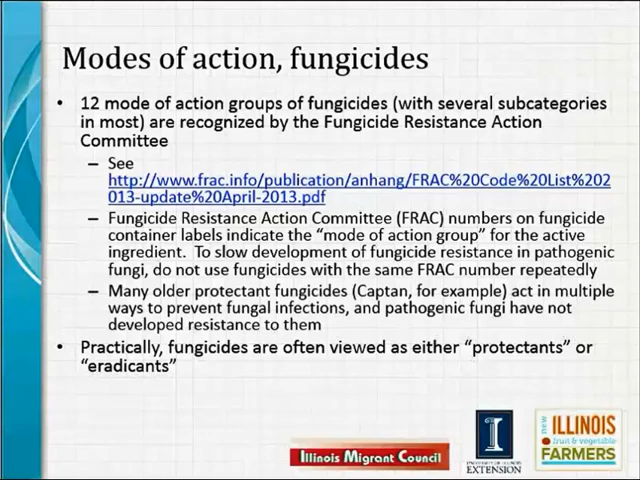 Modes of action, fungicides
• 12 mode of action groups of fungicides (with several subcategories
in most) are recognized by the Fungicide Resistance Action
Committee
– See
http://www.frac.info/publication/anhang/FRAC%20Code%20List%202
013-update%20April-2013.pdf
– Fungicide Resistance Action Committee (FRAC) numbers on fungicide
container labels indicate the “mode of action group” for the active
ingredient.  To slow development of fungicide resistance in pathogenic
fungi, do not use fungicides with the same FRAC number repeatedly
– Many older protectant fungicides (Captan, for example) act in multiple
ways to prevent fungal infections, and pathogenic fungi have not
developed resistance to them
• Practically, fungicides are often viewed as either “protectants” or
“eradicants”
Illinois Migrant Council
I
UNIVERSITY OF ILLINOIS
EXTENSION
new
ILLINOIS
fruit & vegetable
FARMERS